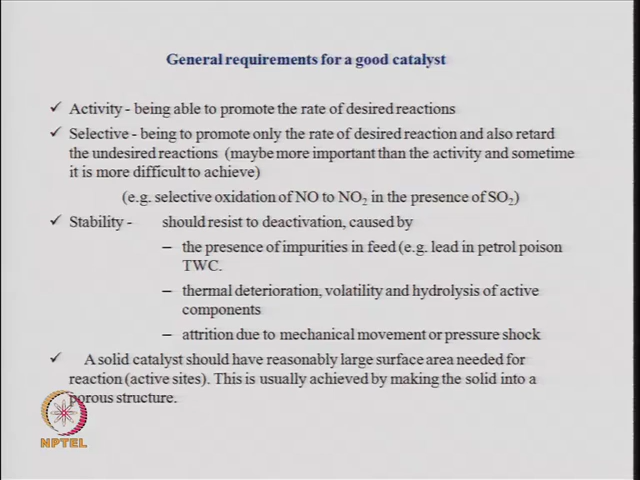 General requirements for a good catalyst
✓ Activity - being able to promote the rate of desired reactions
✓ Selective - being to promote only the rate of desired reaction and also retard
the undesired reactions (maybe more important than the activity and sometime
it is more difficult to achieve)
(e.g. selective oxidation of NO to NO₂ in the presence of SO₂)
✓ Stability - should resist to deactivation, caused by
– the presence of impurities in feed (e.g. lead in petrol poison
TWC.
– thermal deterioration, volatility and hydrolysis of active
components
– attrition due to mechanical movement or pressure shock
✓ A solid catalyst should have reasonably large surface area needed for
reaction (active sites). This is usually achieved by making the solid into a
porous structure.
NPTEL